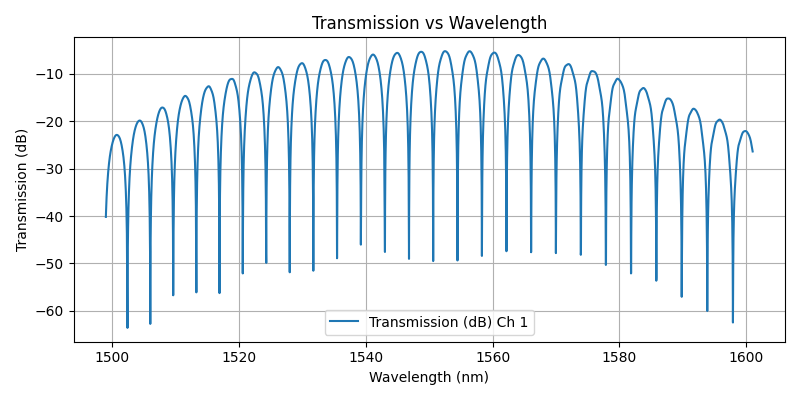 Transmission vs Wavelength
Transmission (dB)
−10
−20
−30
−40
−50
−60
Transmission (dB) Ch 1
1500 1520 1540 1560 1580 1600
Wavelength (nm)